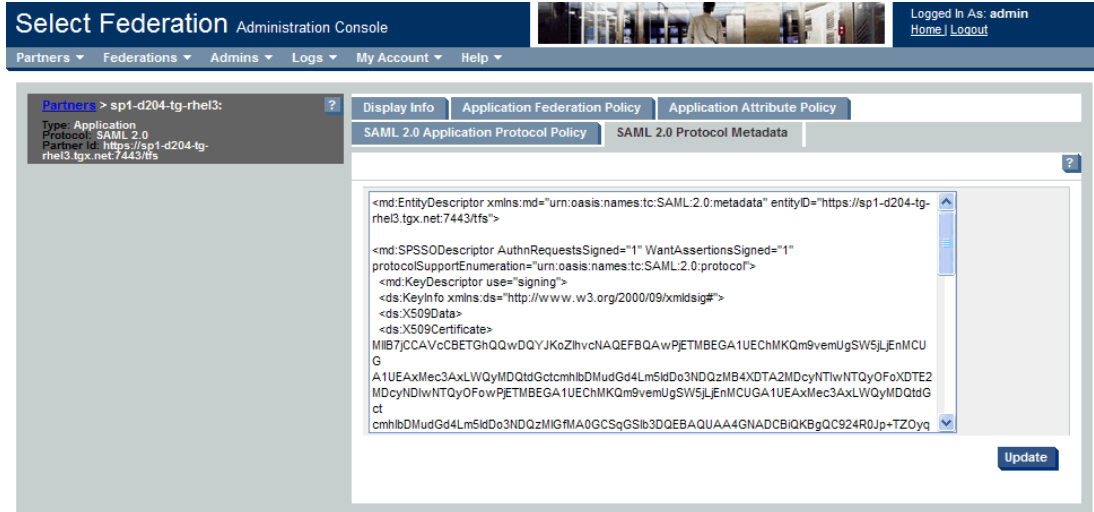 Select Federation Administration Console
Logged In As: admin
Home | Logout
Partners Federations Admins Logs My Account Help
Partners > sp1-d204-tg-rhel3:
?
Type: Application
Protocol: SAML 2.0
Partner Id: https://sp1-d204-tg-
rhel3.tgx.net:7443/tfs
Display Info Application Federation Policy Application Attribute Policy
SAML 2.0 Application Protocol Policy SAML 2.0 Protocol Metadata
?
<md:EntityDescriptor xmlns:md="urn:oasis:names:tc:SAML:2.0:metadata" entityID="https://sp1-d204-tg-
rhel3.tgx.net:7443/tfs">
<md:SPSSODescriptor AuthnRequestsSigned="1" WantAssertionsSigned="1"
protocolSupportEnumeration="urn:oasis:names:tc:SAML:2.0:protocol">
<md:KeyDescriptor use="signing">
<ds:KeyInfo xmlns:ds="http://www.w3.org/2000/09/xmldsig#">
<ds:X509Data>
<ds:X509Certificate>
MIIB7jCCAVcCBETGhQQwDQYJKoZIhvcNAQEFBQAwPjETMBEGA1UEChMKQm9vemUgSW5jLjEnMCU
G
A1UEAxMec3AxLWQyMDQtdGctcmhlbDMudGd4Lm5ldDo3NDQzMB4XDTA2MDcyNTIwNTQyOFoXDTE2
MDcyNDIwNTQyOFowPjETMBEGA1UEChMKQm9vemUgSW5jLjEnMCUGA1UEAxMec3AxLWQyMDQtdG
ct
cmhlbDMudGd4Lm5ldDo3NDQzMIGfMA0GCSqGSIb3DQEBAQUAA4GNADCBiQKBgQC924R0Jp+TZOyq
Update